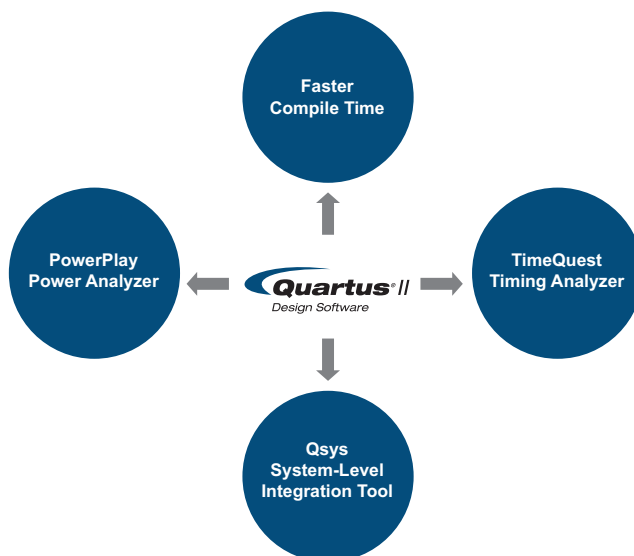 Faster
Compile Time
PowerPlay
Power Analyzer
Quartus® II
Design Software
TimeQuest
Timing Analyzer
Qsys
System-Level
Integration Tool